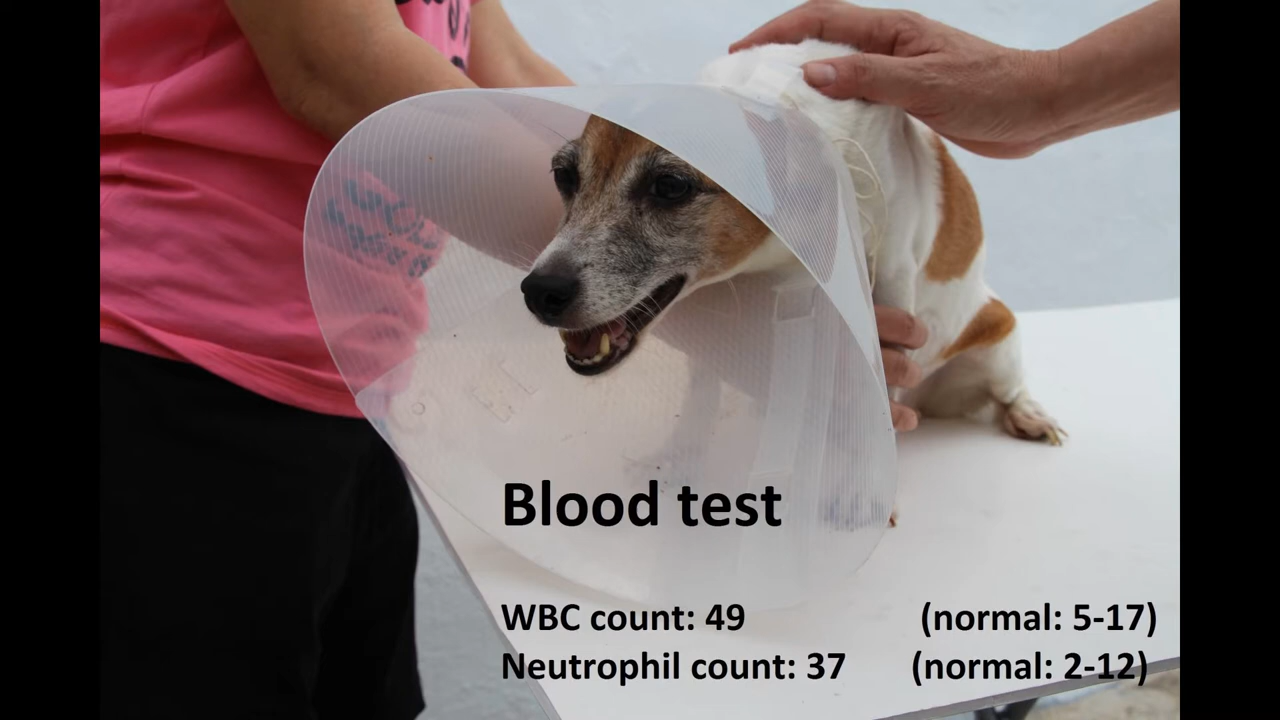 Blood test
WBC count: 49 (normal: 5-17)
Neutrophil count: 37 (normal: 2-12)